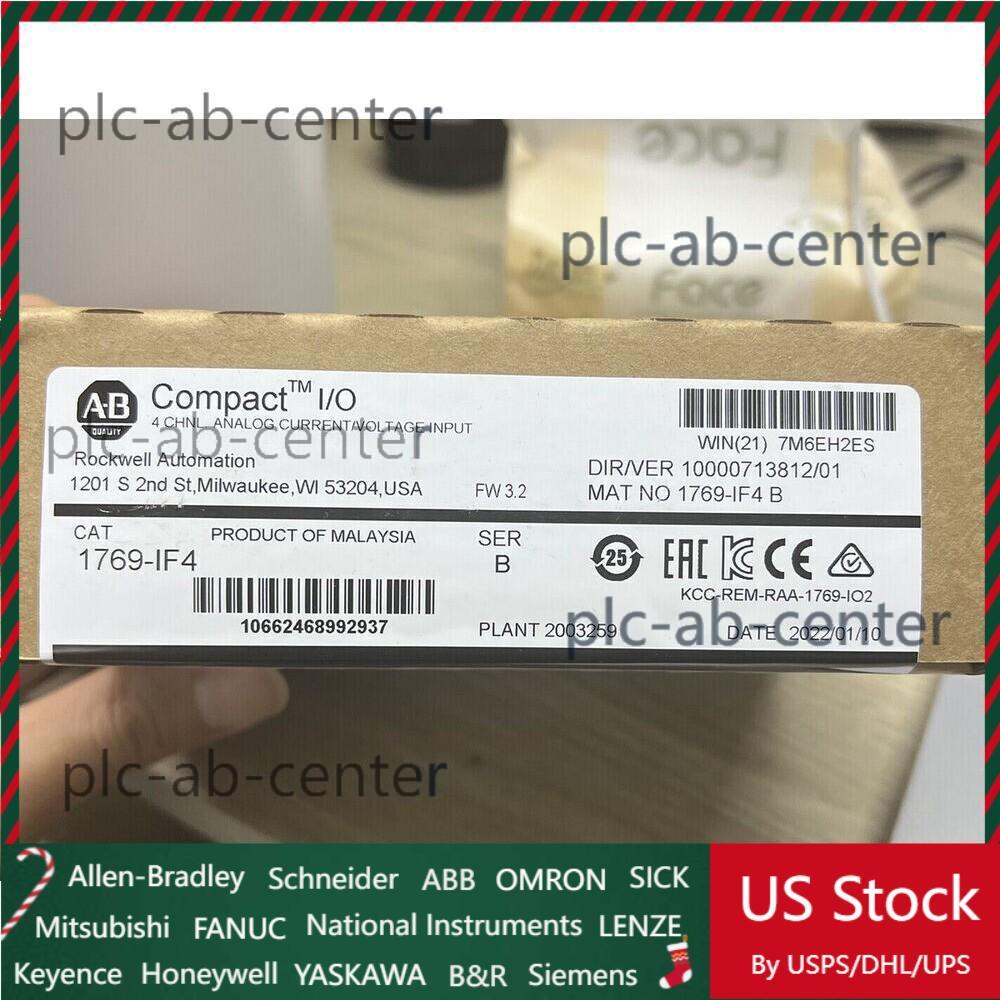 plc-ab-center
Face
plc-ab-center
Face
A-B
QUALITY
Compact™ I/O
4 CHNL. ANALOG CURRENT/VOLTAGE INPUT
plc-ab-center
Rockwell Automation
1201 S 2nd St,Milwaukee,WI 53204,USA
FW 3.2
WIN(21) 7M6EH2ES
DIR/VER 10000713812/01
MAT NO 1769-IF4 B
CAT
1769-IF4
PRODUCT OF MALAYSIA
SER
B
25
EAC
CE
KCC-REM-RAA-1769-IO2
10662468992937
PLANT 2003259
DATE 2022/01/10
plc-ab-center
plc-ab-center
Allen-Bradley Schneider ABB OMRON SICK
Mitsubishi FANUC National Instruments LENZE
Keyence Honeywell YASKAWA B&R Siemens
US Stock
By USPS/DHL/UPS